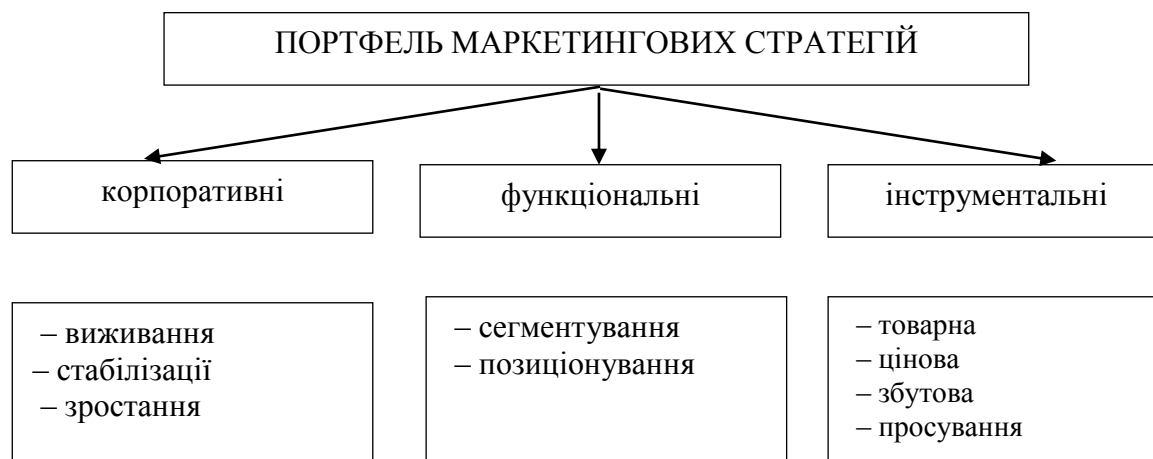 ПОРТФЕЛЬ МАРКЕТИНГОВИХ СТРАТЕГІЙ
корпоративні
функціональні
інструментальні
– виживання
– стабілізації
– зростання
– сегментування
– позиціонування
– товарна
– цінова
– збутова
– просування